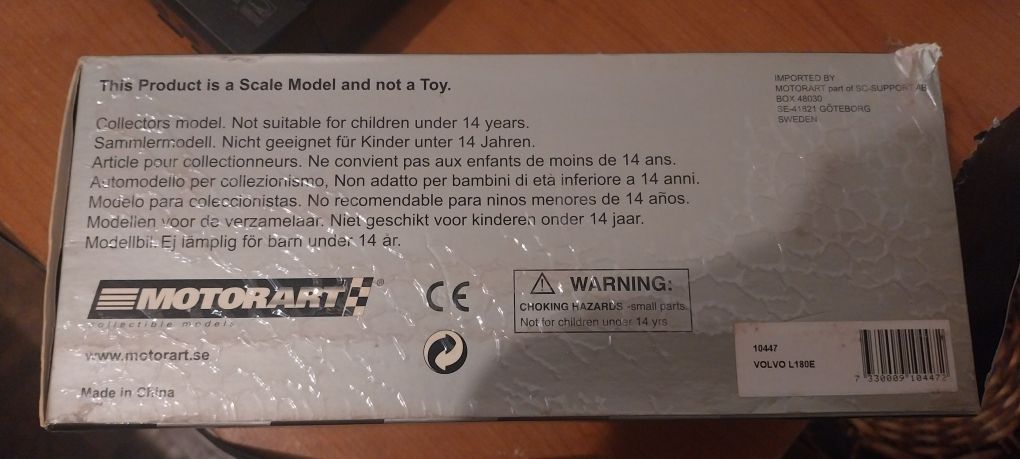 This Product is a Scale Model and not a Toy.
IMPORTED BY
MOTORART part of SC-SUPPORT AB
BOX 48030
SE-41821 GÖTEBORG
SWEDEN
Collectors model. Not suitable for children under 14 years.
Sammlermodell. Nicht geeignet für Kinder unter 14 Jahren.
Article pour collectionneurs. Ne convient pas aux enfants de moins de 14 ans.
Automodello per collezionismo, Non adatto per bambini di età inferiore a 14 anni.
Modelo para coleccionistas. No recomendable para ninos menores de 14 años.
Modellen voor de verzamelaar. Niet geschikt voor kinderen onder 14 jaar.
Modellbil. Ej lämplig för barn under 14 år.
MOTORART®
collectible models
CE
WARNING:
CHOKING HAZARDS -small parts.
Not for children under 14 yrs
www.motorart.se
Made in China
10447
VOLVO L180E
7 330009 104472